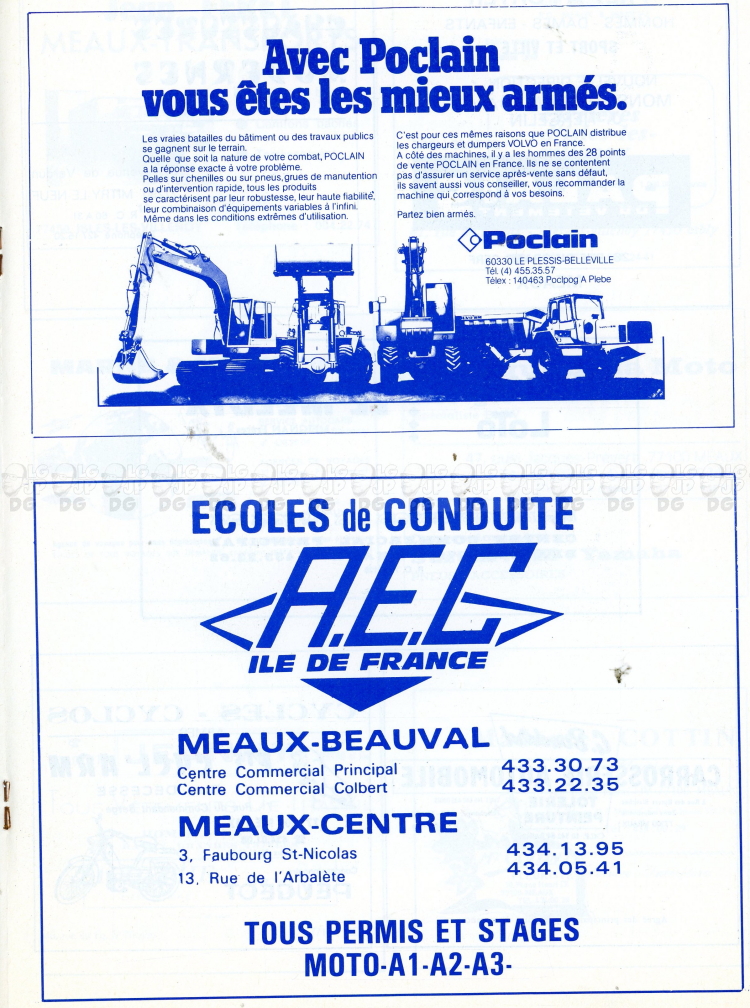 Avec Poclain
vous êtes les mieux armés.
Les vraies batailles du bâtiment ou des travaux publics
se gagnent sur le terrain.
Quelle que soit la nature de votre combat, POCLAIN
a la réponse exacte à votre problème.
Pelles sur chenilles ou sur pneus, grues de manutention
ou d'intervention rapide, tous les produits
se caractérisent par leur robustesse, leur haute fiabilité,
leur combinaison d'équipements variables à l'infini.
Même dans les conditions extrêmes d'utilisation.
C'est pour ces mêmes raisons que POCLAIN distribue
les chargeurs et dumpers VOLVO en France.
A côté des machines, il y a les hommes des 28 points
de vente POCLAIN en France. Ils ne se contentent
pas d'assurer un service après-vente sans défaut,
ils savent aussi vous conseiller, vous recommander la
machine qui correspond à vos besoins.
Partez bien armés.
Poclain
60330 LE PLESSIS-BELLEVILLE
Tél. (4) 455.35.57
Télex : 140463 Poclpog A Plebe
ECOLES de CONDUITE
A.E.C.
ILE DE FRANCE
MEAUX-BEAUVAL
Centre Commercial Principal 433.30.73
Centre Commercial Colbert 433.22.35
MEAUX-CENTRE
3, Faubourg St-Nicolas 434.13.95
13, Rue de l'Arbalète 434.05.41
TOUS PERMIS ET STAGES
MOTO-A1-A2-A3-